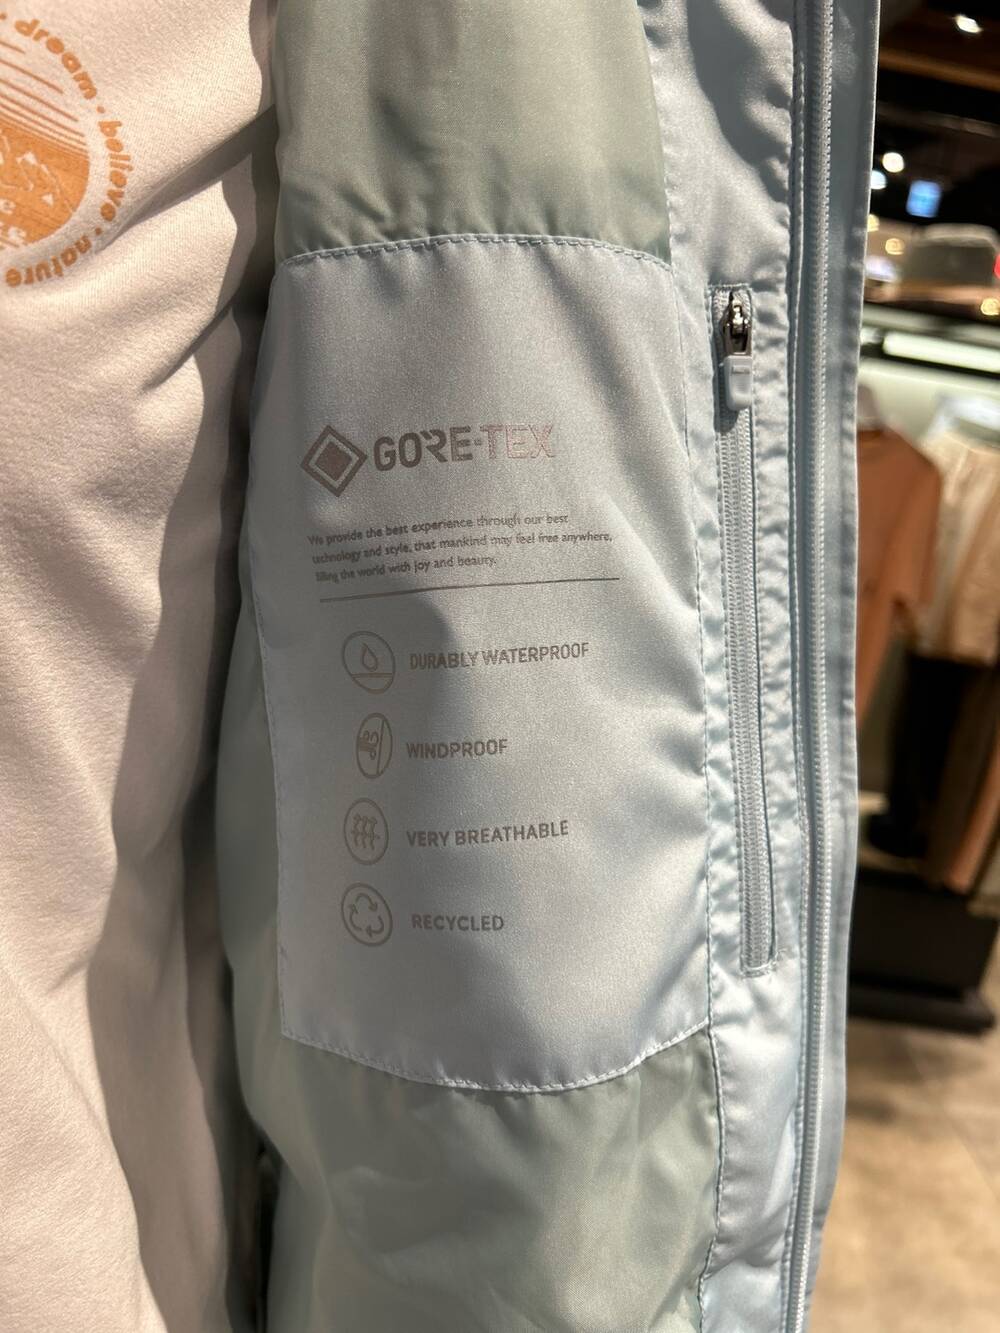 dream · believe · nature
GORE-TEX
We provide the best experience through our best
technology and style, that mankind may feel free anywhere,
filling the world with joy and beauty.
DURABLY WATERPROOF
WINDPROOF
VERY BREATHABLE
RECYCLED